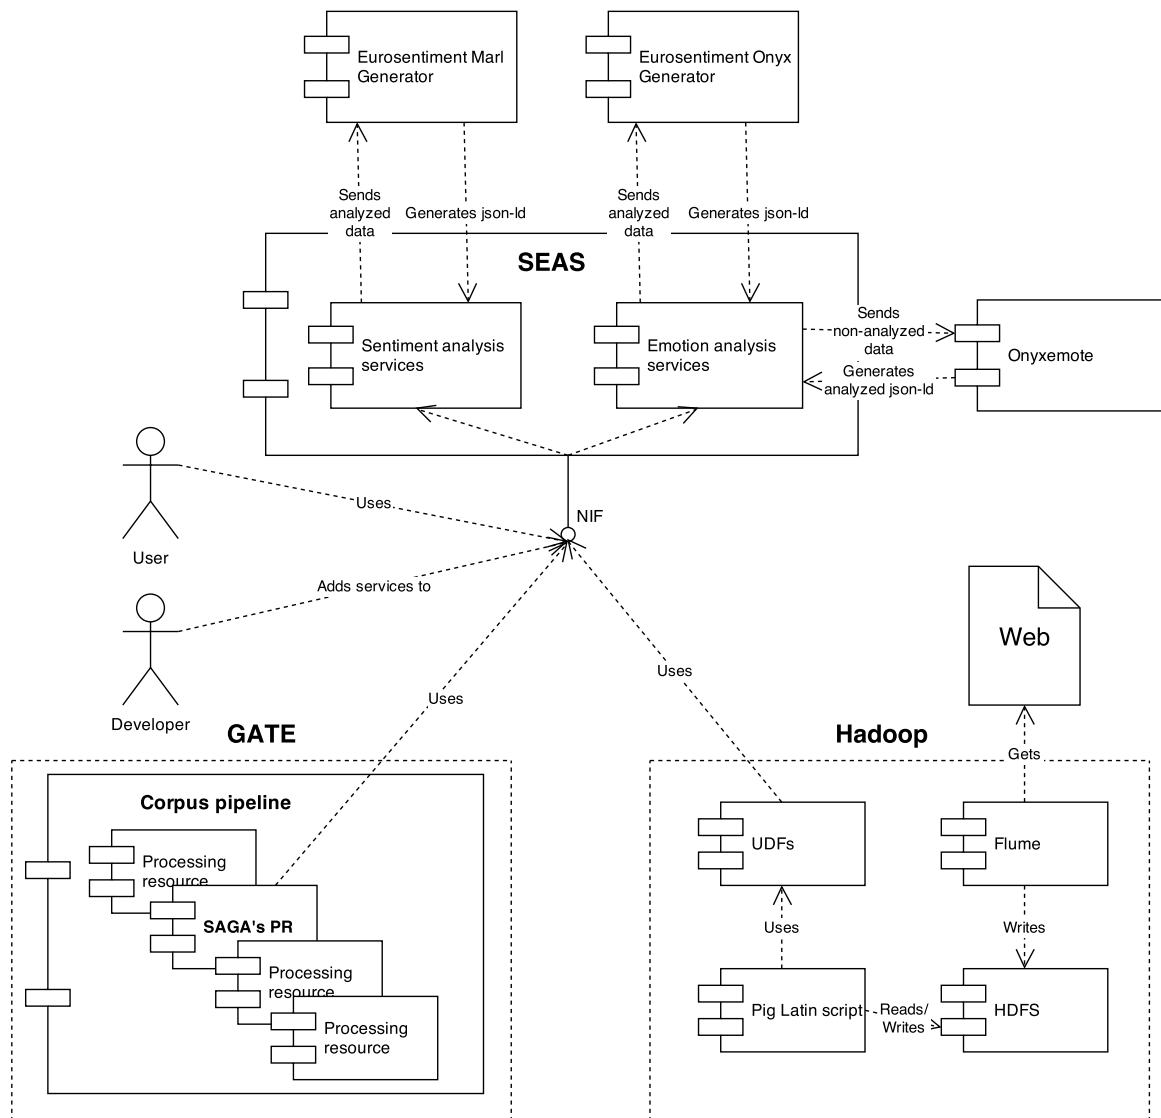 Eurosentiment Marl
Generator
Eurosentiment Onyx
Generator
Sends
analyzed
data
Generates json-ld
Sends
analyzed
data
Generates json-ld
SEAS
Sentiment analysis
services
Emotion analysis
services
Sends
non-analyzed
data
Generates
analyzed json-ld
Onyxemote
User
Uses
NIF
Adds services to
Developer
Uses
Uses
Web
GATE
Hadoop
Gets
Corpus pipeline
Processing
resource
SAGA's PR
Processing
resource
Processing
resource
UDFs
Flume
Uses
Writes
Pig Latin script
Reads/
Writes
HDFS